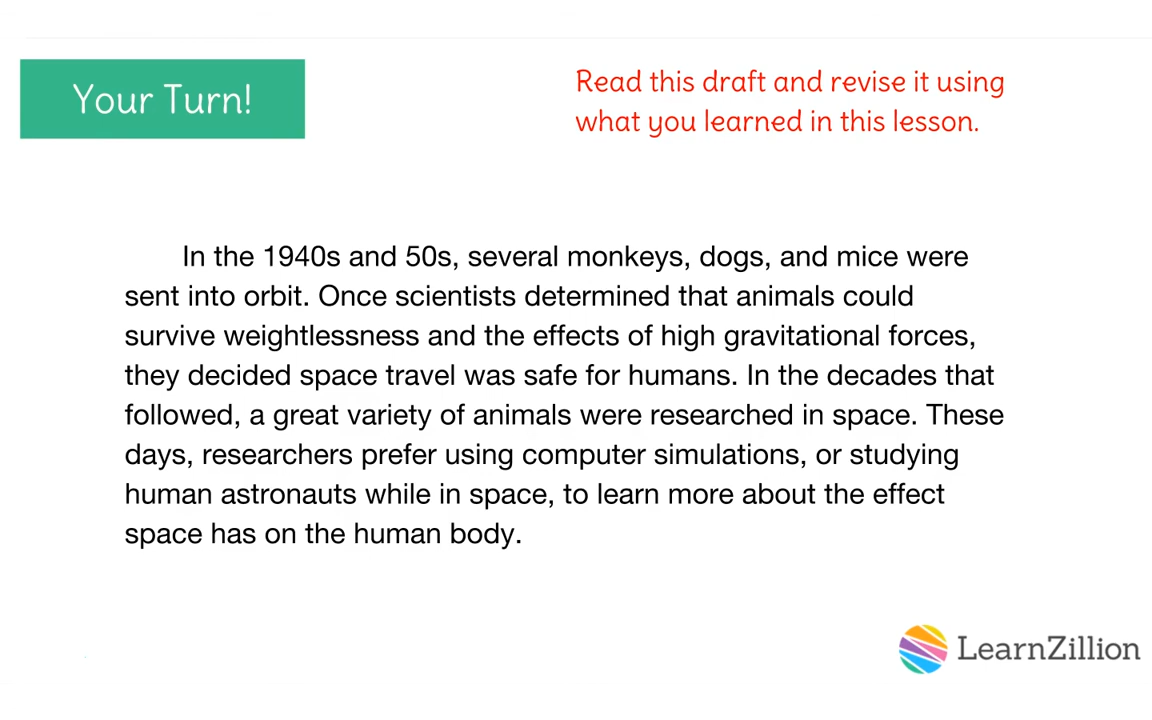 Your Turn!
Read this draft and revise it using
what you learned in this lesson.
In the 1940s and 50s, several monkeys, dogs, and mice were
sent into orbit. Once scientists determined that animals could
survive weightlessness and the effects of high gravitational forces,
they decided space travel was safe for humans. In the decades that
followed, a great variety of animals were researched in space. These
days, researchers prefer using computer simulations, or studying
human astronauts while in space, to learn more about the effect
space has on the human body.
LearnZillion